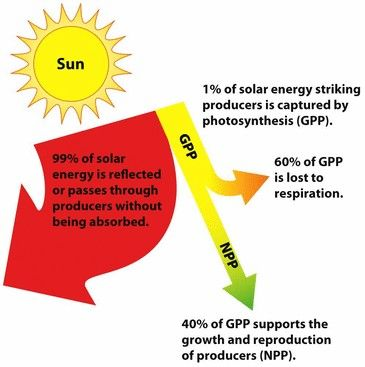 Sun
1% of solar energy striking
producers is captured by
photosynthesis (GPP).
GPP
99% of solar
energy is reflected
or passes through
producers without
being absorbed.
60% of GPP
is lost to
respiration.
NPP
40% of GPP supports the
growth and reproduction
of producers (NPP).